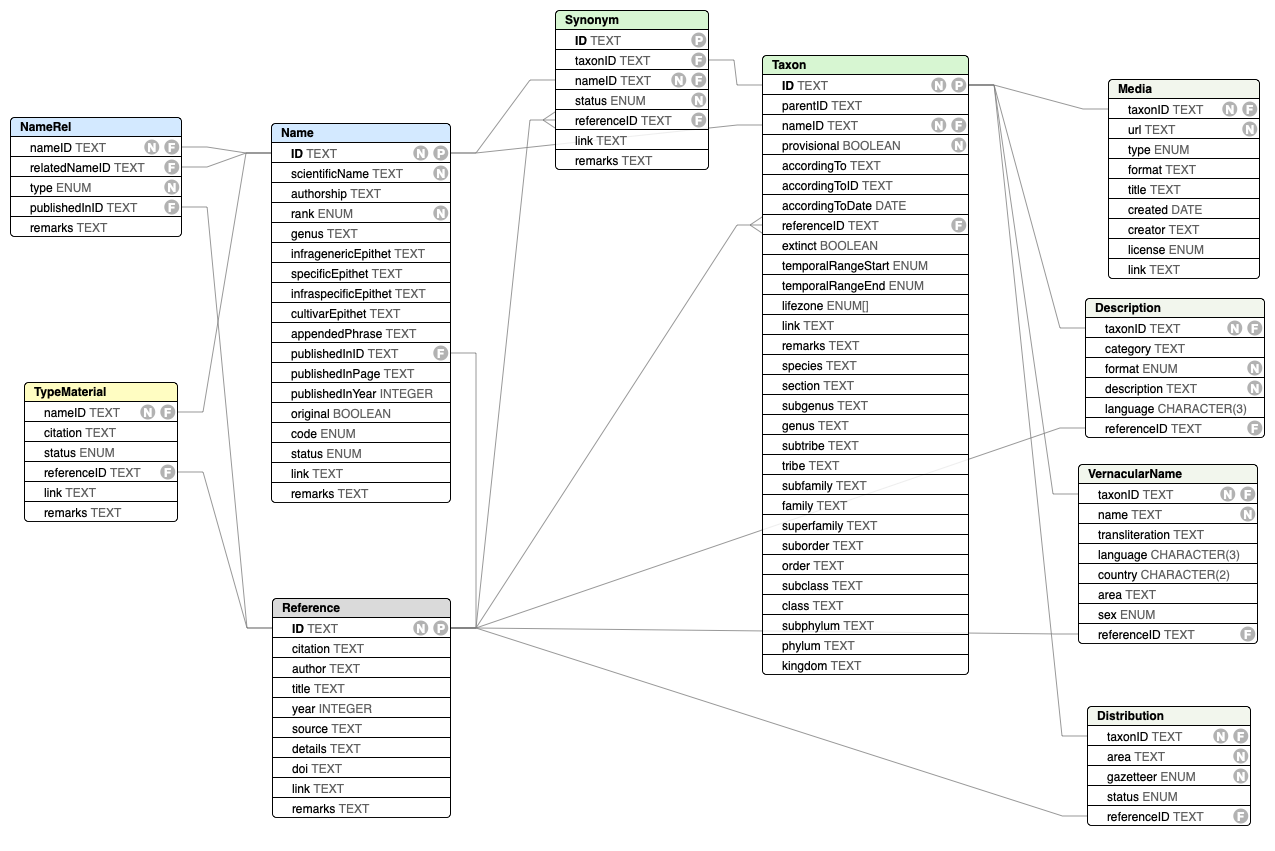 Synonym
ID TEXT P
taxonID TEXT F
nameID TEXT N F
status ENUM N
referenceID TEXT F
link TEXT
remarks TEXT
Taxon
ID TEXT N P
parentID TEXT
nameID TEXT N F
provisional BOOLEAN N
accordingTo TEXT
accordingToID TEXT
accordingToDate DATE
referenceID TEXT F
extinct BOOLEAN
temporalRangeStart ENUM
temporalRangeEnd ENUM
lifezone ENUM[]
link TEXT
remarks TEXT
species TEXT
section TEXT
subgenus TEXT
genus TEXT
subtribe TEXT
tribe TEXT
subfamily TEXT
family TEXT
superfamily TEXT
suborder TEXT
order TEXT
subclass TEXT
class TEXT
subphylum TEXT
phylum TEXT
kingdom TEXT
Media
taxonID TEXT N F
url TEXT N
type ENUM
format TEXT
title TEXT
created DATE
creator TEXT
license ENUM
link TEXT
NameRel
nameID TEXT N F
relatedNameID TEXT F
type ENUM N
publishedInID TEXT F
remarks TEXT
Name
ID TEXT N P
scientificName TEXT N
authorship TEXT
rank ENUM N
genus TEXT
infragenericEpithet TEXT
specificEpithet TEXT
infraspecificEpithet TEXT
cultivarEpithet TEXT
appendedPhrase TEXT
publishedInID TEXT F
publishedInPage TEXT
publishedInYear INTEGER
original BOOLEAN
code ENUM
status ENUM
link TEXT
remarks TEXT
Description
taxonID TEXT N F
category TEXT
format ENUM N
description TEXT N
language CHARACTER(3)
referenceID TEXT F
TypeMaterial
nameID TEXT N F
citation TEXT
status ENUM
referenceID TEXT F
link TEXT
remarks TEXT
VernacularName
taxonID TEXT N F
name TEXT N
transliteration TEXT
language CHARACTER(3)
country CHARACTER(2)
area TEXT
sex ENUM
referenceID TEXT F
Reference
ID TEXT N P
citation TEXT
author TEXT
title TEXT
year INTEGER
source TEXT
details TEXT
doi TEXT
link TEXT
remarks TEXT
Distribution
taxonID TEXT N F
area TEXT N
gazetteer ENUM N
status ENUM
referenceID TEXT F